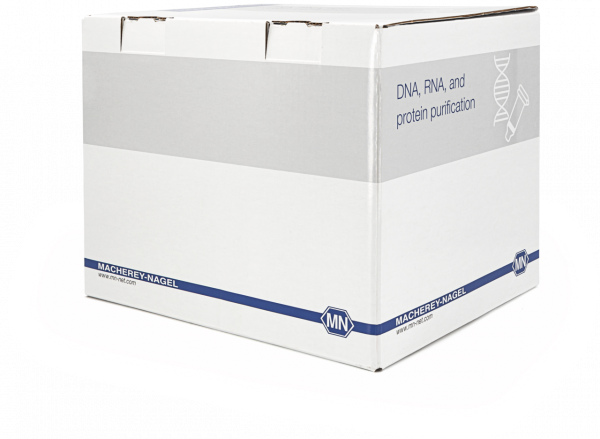 DNA, RNA, and
protein purification
MACHEREY-NAGEL
www.mn-net.com
MN
MACHEREY-NAGEL
www.mn-net.com
MN